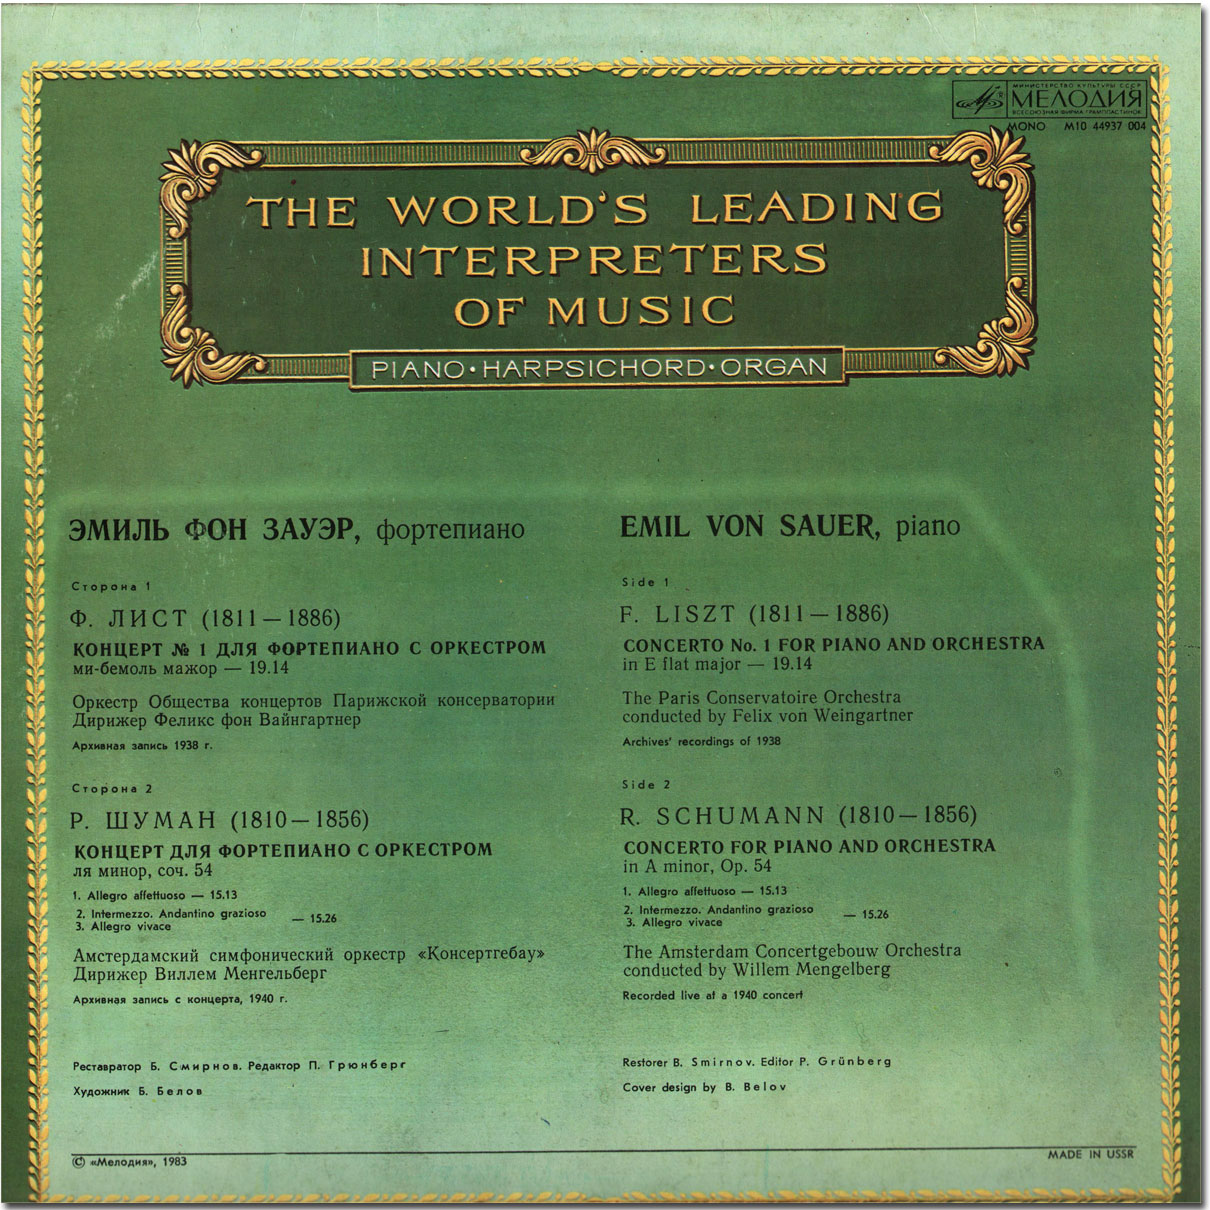 МИНИСТЕРСТВО КУЛЬТУРЫ СССР
МЕЛОДИЯ
ВСЕСОЮЗНАЯ ФИРМА ГРАМПЛАСТИНОК
MONO М10 44937 004
THE WORLD'S LEADING
INTERPRETERS
OF MUSIC
PIANO·HARPSICHORD·ORGAN
ЭМИЛЬ ФОН ЗАУЭР, фортепиано
Сторона 1
Ф. ЛИСТ (1811—1886)
КОНЦЕРТ № 1 ДЛЯ ФОРТЕПИАНО С ОРКЕСТРОМ
ми-бемоль мажор — 19.14
Оркестр Общества концертов Парижской консерватории
Дирижер Феликс фон Вайнгартнер
Архивная запись 1938 г.
Сторона 2
Р. ШУМАН (1810—1856)
КОНЦЕРТ ДЛЯ ФОРТЕПИАНО С ОРКЕСТРОМ
ля минор, соч. 54
1. Allegro affettuoso — 15.13
2. Intermezzo. Andantino grazioso
— 15.26
3. Allegro vivace
Амстердамский симфонический оркестр «Консертгебау»
Дирижер Виллем Менгельберг
Архивная запись с концерта, 1940 г.
Реставратор Б. Смирнов. Редактор П. Грюнберг
Художник Б. Белов
EMIL VON SAUER, piano
Side 1
F. LISZT (1811—1886)
CONCERTO No. 1 FOR PIANO AND ORCHESTRA
in E flat major — 19.14
The Paris Conservatoire Orchestra
conducted by Felix von Weingartner
Archives' recordings of 1938
Side 2
R. SCHUMANN (1810—1856)
CONCERTO FOR PIANO AND ORCHESTRA
in A minor, Op. 54
1. Allegro affettuoso — 15.13
2. Intermezzo. Andantino grazioso
— 15.26
3. Allegro vivace
The Amsterdam Concertgebouw Orchestra
conducted by Willem Mengelberg
Recorded live at a 1940 concert
Restorer B. Smirnov. Editor P. Grünberg
Cover design by B. Belov
© «Мелодия», 1983
MADE IN USSR